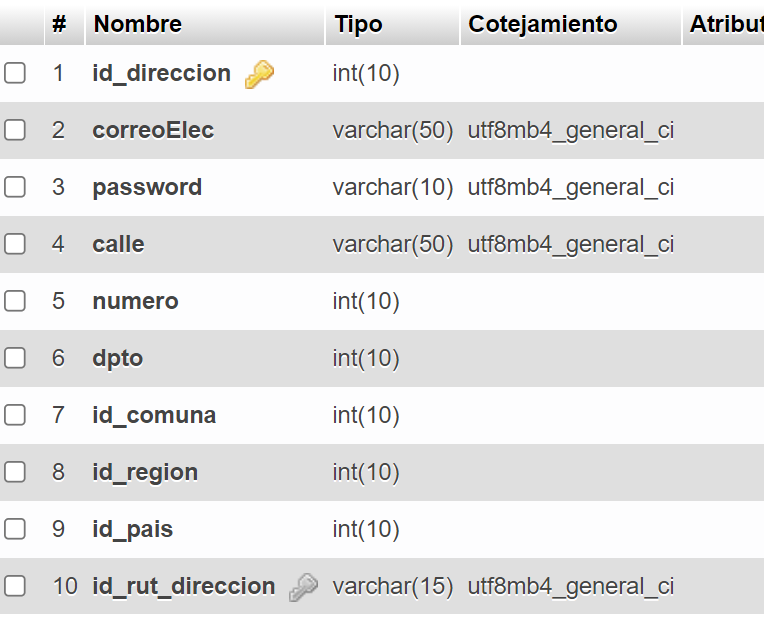 # Nombre Tipo Cotejamiento Atribut
1 id_direccion int(10)
2 correoElec varchar(50) utf8mb4_general_ci
3 password varchar(10) utf8mb4_general_ci
4 calle varchar(50) utf8mb4_general_ci
5 numero int(10)
6 dpto int(10)
7 id_comuna int(10)
8 id_region int(10)
9 id_pais int(10)
10 id_rut_direccion varchar(15) utf8mb4_general_ci